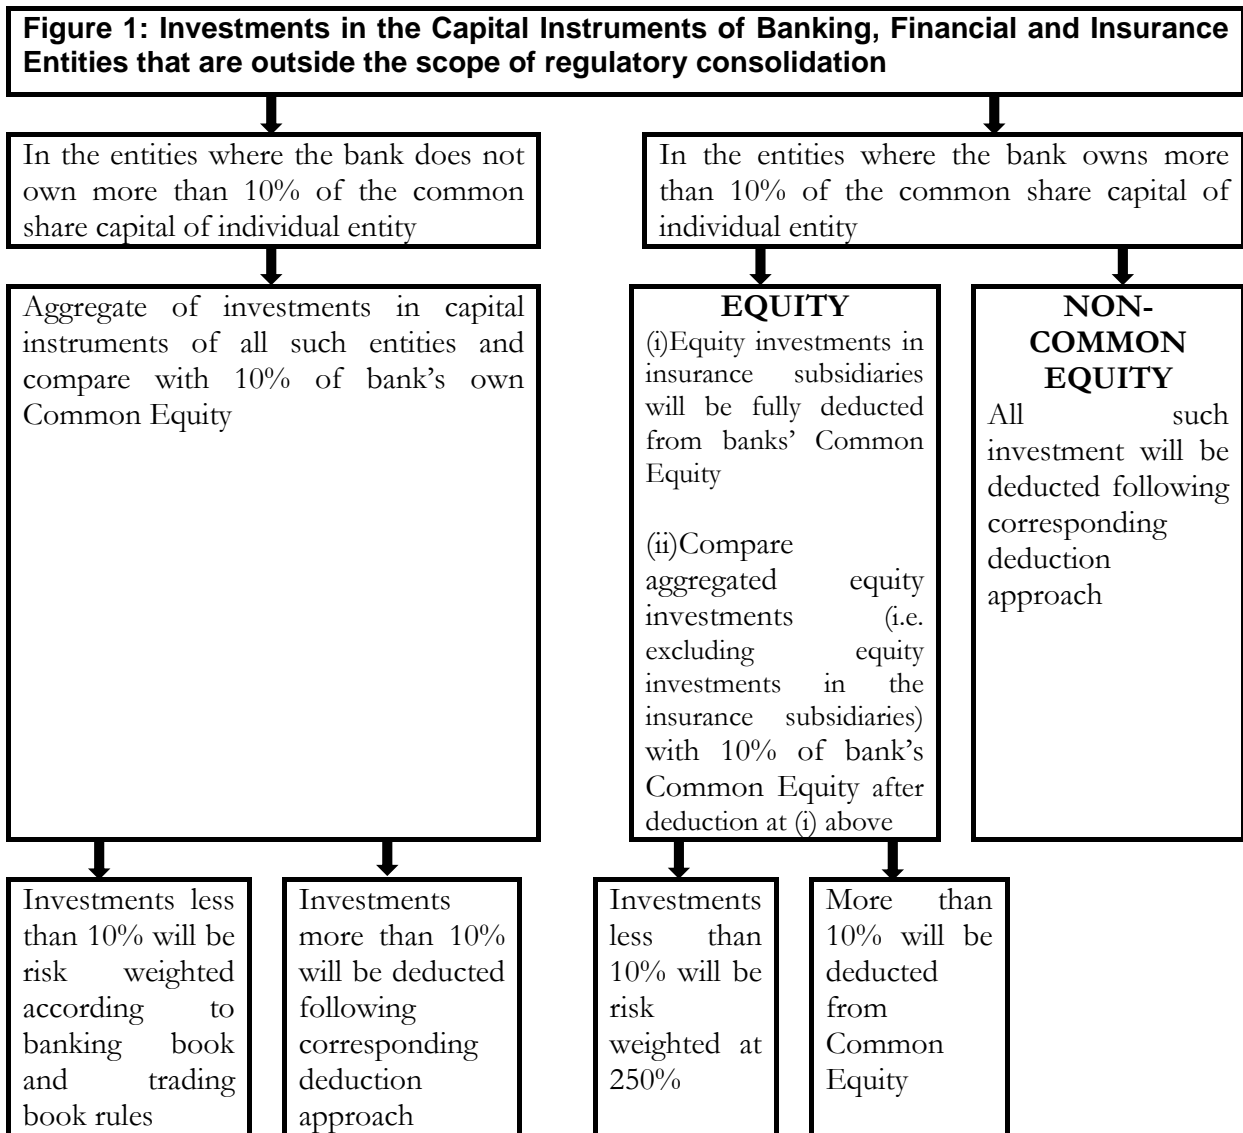 Figure 1: Investments in the Capital Instruments of Banking, Financial and Insurance
Entities that are outside the scope of regulatory consolidation
In the entities where the bank does not
own more than 10% of the common
share capital of individual entity
In the entities where the bank owns more
than 10% of the common share capital of
individual entity
Aggregate of investments in capital
instruments of all such entities and
compare with 10% of bank’s own
Common Equity
EQUITY
(i)Equity investments in
insurance subsidiaries
will be fully deducted
from banks’ Common
Equity
(ii)Compare
aggregated equity
investments (i.e.
excluding equity
investments in the
insurance subsidiaries)
with 10% of bank’s
Common Equity after
deduction at (i) above
NON-
COMMON
EQUITY
All such
investment will be
deducted following
corresponding
deduction
approach
Investments less
than 10% will be
risk weighted
according to
banking book
and trading
book rules
Investments
more than 10%
will be deducted
following
corresponding
deduction
approach
Investments
less than
10% will be
risk
weighted at
250%
More than
10% will be
deducted
from
Common
Equity